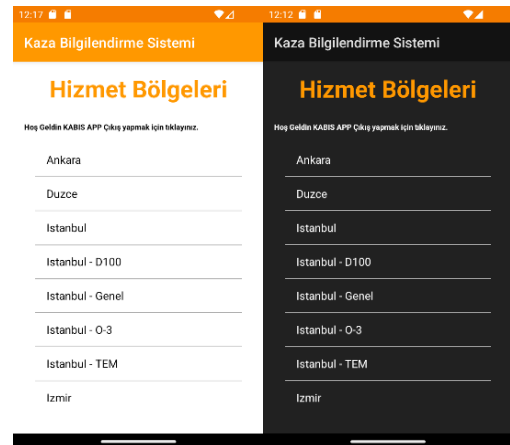 12:17
Kaza Bilgilendirme Sistemi
Hizmet Bölgeleri
Hoş Geldin KABIS APP Çıkış yapmak için tıklayınız.
Ankara
Duzce
Istanbul
Istanbul - D100
Istanbul - Genel
Istanbul - O-3
Istanbul - TEM
Izmir
12:12
Kaza Bilgilendirme Sistemi
Hizmet Bölgeleri
Hoş Geldin KABIS APP Çıkış yapmak için tıklayınız.
Ankara
Duzce
Istanbul
Istanbul - D100
Istanbul - Genel
Istanbul - O-3
Istanbul - TEM
Izmir